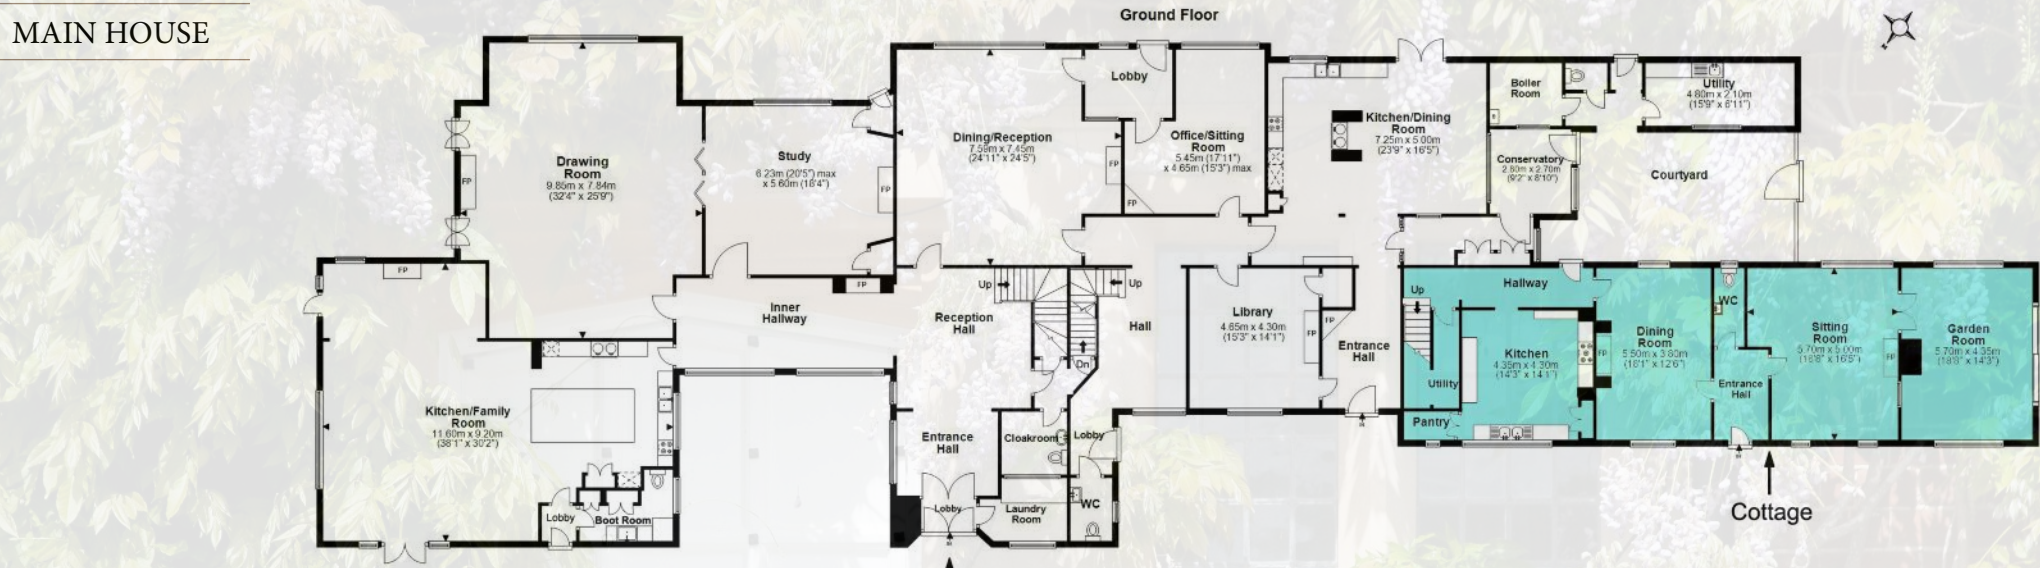 MAIN HOUSE
Ground Floor
Drawing
Room
9.85m x 7.84m
(32'4" x 25'9")
FP
Study
6.23m (20'5") max
x 5.60m (18'4")
FP
FP
Dining/Reception
7.59m x 7.45m
(24'11" x 24'5")
FP
Lobby
Office/Sitting
Room
5.45m (17'11")
x 4.65m (15'3") max
FP
Kitchen/Dining
Room
7.25m x 5.00m
(23'9" x 16'5")
Boiler
Room
Utility
4.80m x 2.10m
(15'9" x 6'11")
Conservatory
2.80m x 2.70m
(9'2" x 8'10")
Courtyard
FP
Kitchen/Family
Room
11.60m x 9.20m
(38'1" x 30'2")
Lobby
Boot Room
Inner
Hallway
Reception
Hall
Up
Up
Dn
Hall
Library
4.65m x 4.30m
(15'3" x 14'1")
FP
FP
Entrance
Hall
IN
Entrance
Hall
Cloakroom
Lobby
Lobby
Laundry
Room
WC
IN
Up
Hallway
Kitchen
4.35m x 4.30m
(14'3" x 14'1")
Utility
Pantry
FP
Dining
Room
5.50m x 3.80m
(18'1" x 12'6")
WC
Entrance
Hall
IN
Sitting
Room
5.70m x 5.00m
(18'8" x 16'5")
FP
Garden
Room
5.70m x 4.35m
(18'8" x 14'3")
Cottage